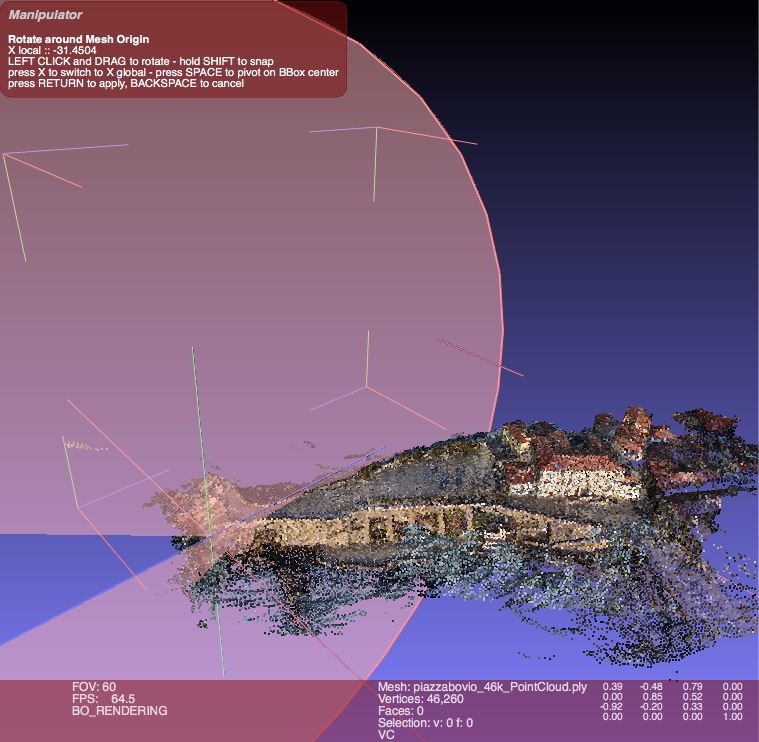 Manipulator
Rotate around Mesh Origin
X local :: -31.4504
LEFT CLICK and DRAG to rotate - hold SHIFT to snap
press X to switch to X global - press SPACE to pivot on BBox center
press RETURN to apply, BACKSPACE to cancel
FOV: 60
FPS: 64.5
BO_RENDERING
Mesh: piazzabovio_46k_PointCloud.ply
Vertices: 46,260
Faces: 0
Selection: v: 0 f: 0
VC
0.39 -0.48 0.79 0.00
0.00 0.85 0.52 0.00
-0.92 -0.20 0.33 0.00
0.00 0.00 0.00 1.00